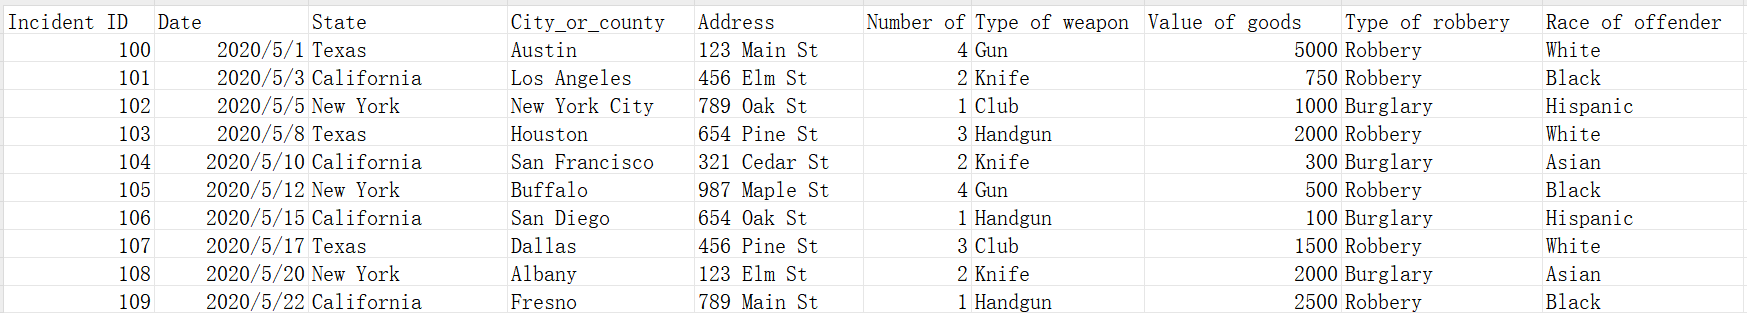 Incident ID Date State City_or_county Address Number of Type of weapon Value of goods Type of robbery Race of offender
100 2020/5/1 Texas Austin 123 Main St 4 Gun 5000 Robbery White
101 2020/5/3 California Los Angeles 456 Elm St 2 Knife 750 Robbery Black
102 2020/5/5 New York New York City 789 Oak St 1 Club 1000 Burglary Hispanic
103 2020/5/8 Texas Houston 654 Pine St 3 Handgun 2000 Robbery White
104 2020/5/10 California San Francisco 321 Cedar St 2 Knife 300 Burglary Asian
105 2020/5/12 New York Buffalo 987 Maple St 4 Gun 500 Robbery Black
106 2020/5/15 California San Diego 654 Oak St 1 Handgun 100 Burglary Hispanic
107 2020/5/17 Texas Dallas 456 Pine St 3 Club 1500 Robbery White
108 2020/5/20 New York Albany 123 Elm St 2 Knife 2000 Burglary Asian
109 2020/5/22 California Fresno 789 Main St 1 Handgun 2500 Robbery Black